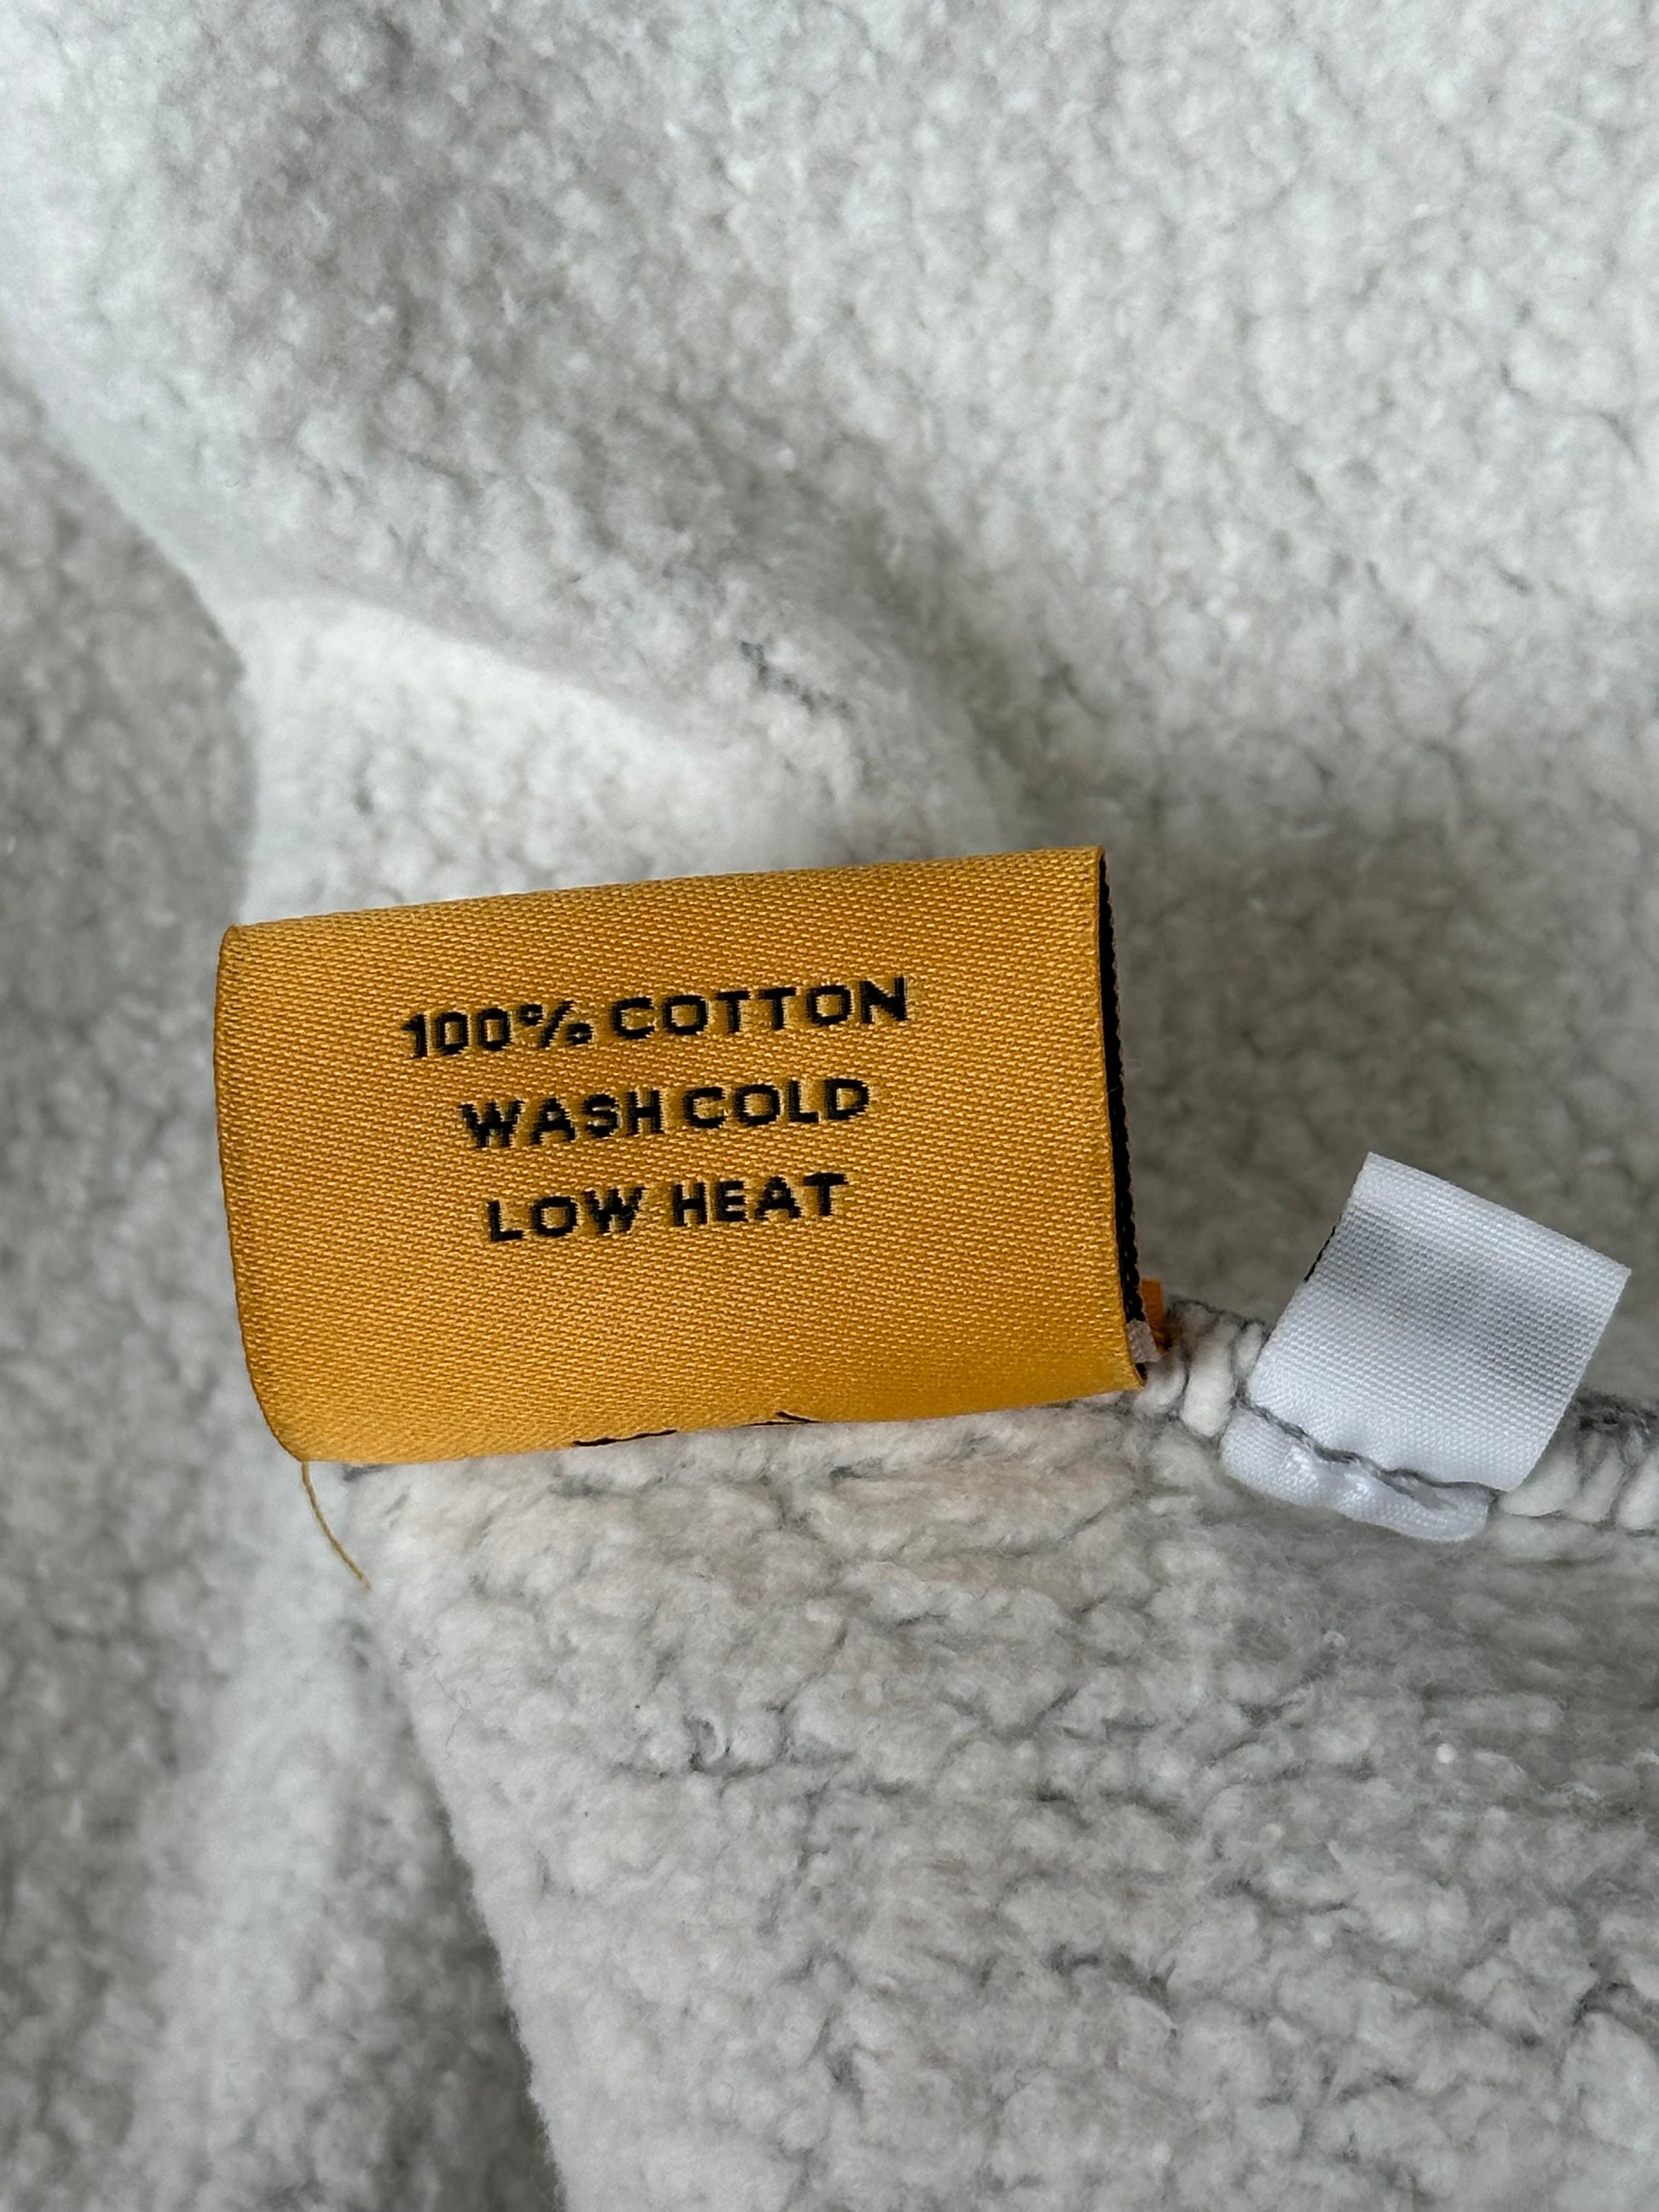 100% COTTON
WASH COLD
LOW HEAT